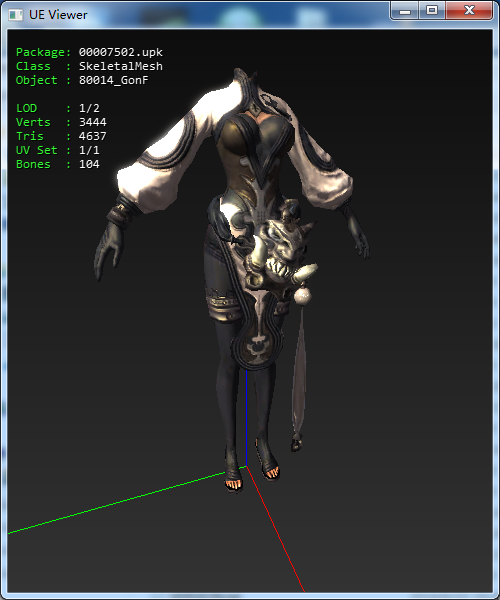 UE Viewer
Package: 00007502.upk
Class : SkeletalMesh
Object : 80014_GonF
LOD : 1/2
Verts : 3444
Tris : 4637
UV Set : 1/1
Bones : 104